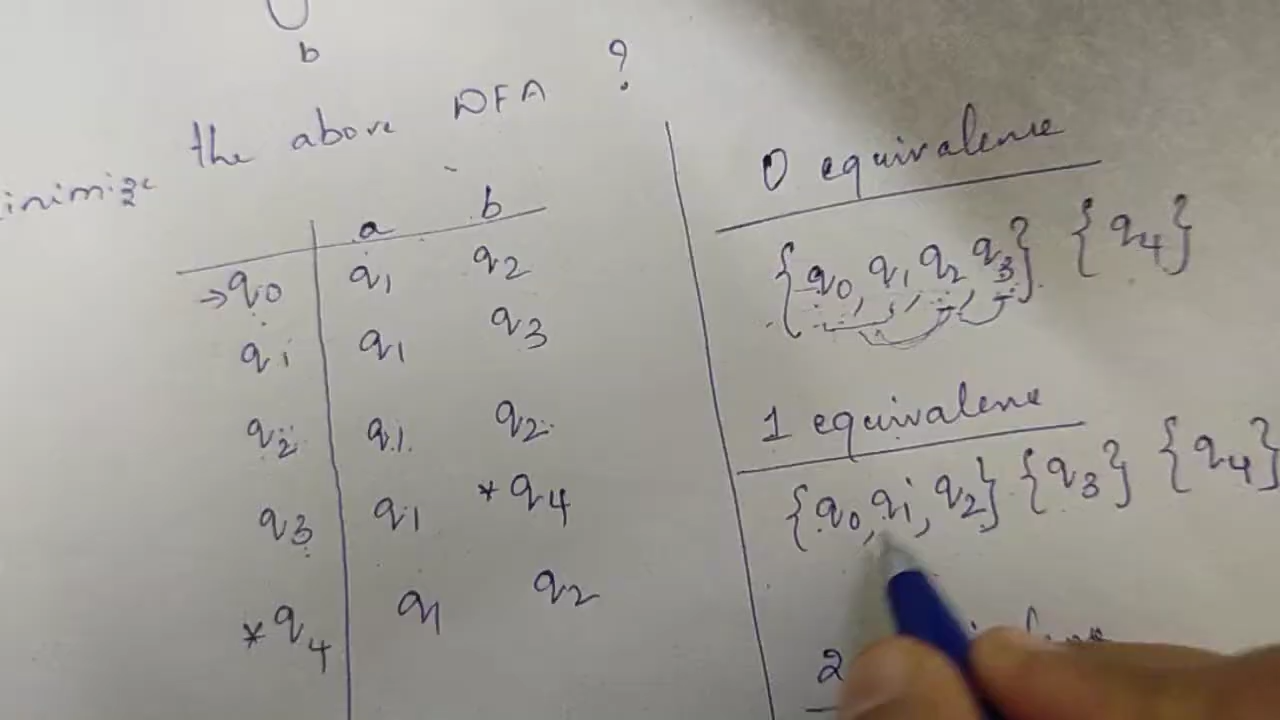 b
the above DFA ?
a b
→q0 q1 q2
q1 q1 q3
q2 q1 q2
q3 q1 *q4
*q4 q1 q2
0 equivalence
{q0, q1, q2 q3} {q4}
1 equivalence
{q0, q1, q2} {q3} {q4}
2